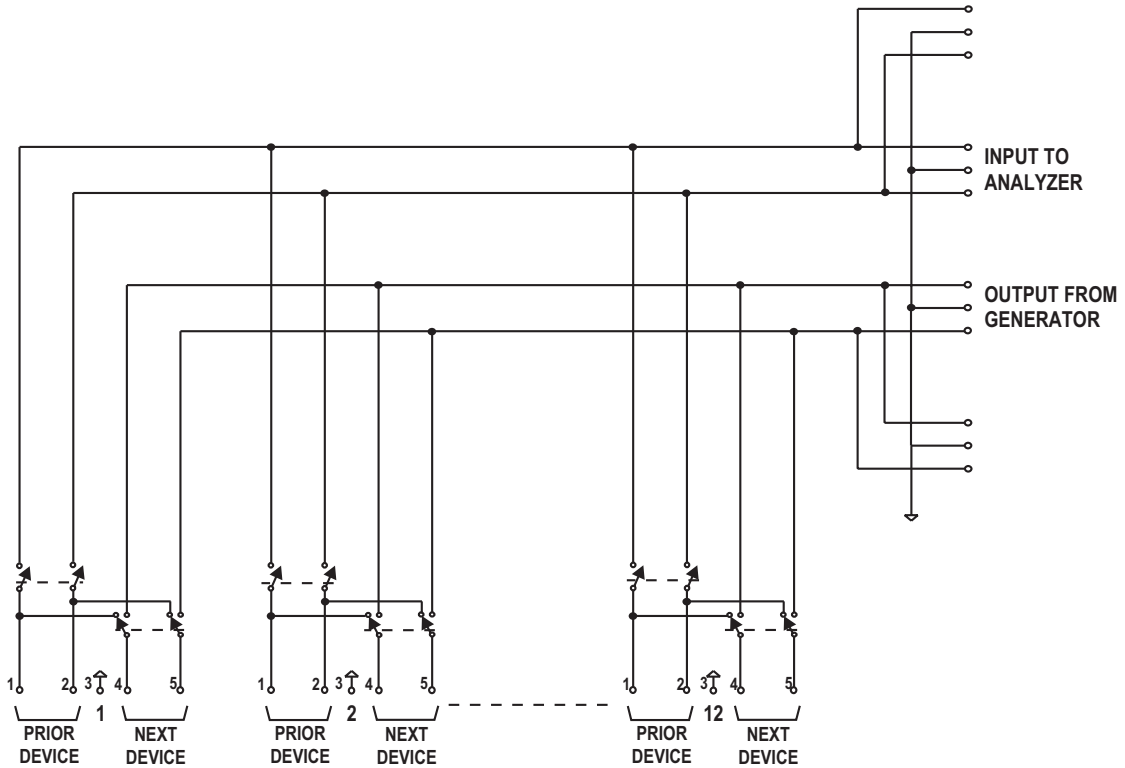 INPUT TO
ANALYZER
OUTPUT FROM
GENERATOR
1 2 3 4 5
1 2 3 4 5
1 2 3 4 5
1
2
12
PRIOR
DEVICE
NEXT
DEVICE
PRIOR
DEVICE
NEXT
DEVICE
PRIOR
DEVICE
NEXT
DEVICE